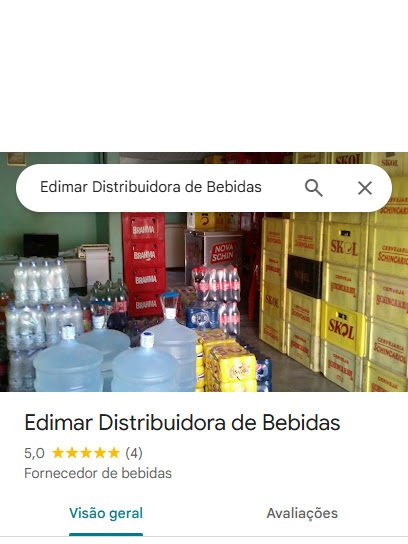 Edimar Distribuidora de Bebidas
BRAHMA
BRAHMA
BRAHMA
BRAHMA
NOVA
SCHIN
SKOL
SKOL
CERVEJARIA
SCHINCARIOL
SKOL
CERVEJARIA
SCHINCARIOL
Edimar Distribuidora de Bebidas
5,0 ★★★★★ (4)
Fornecedor de bebidas
Visão geral
Avaliações